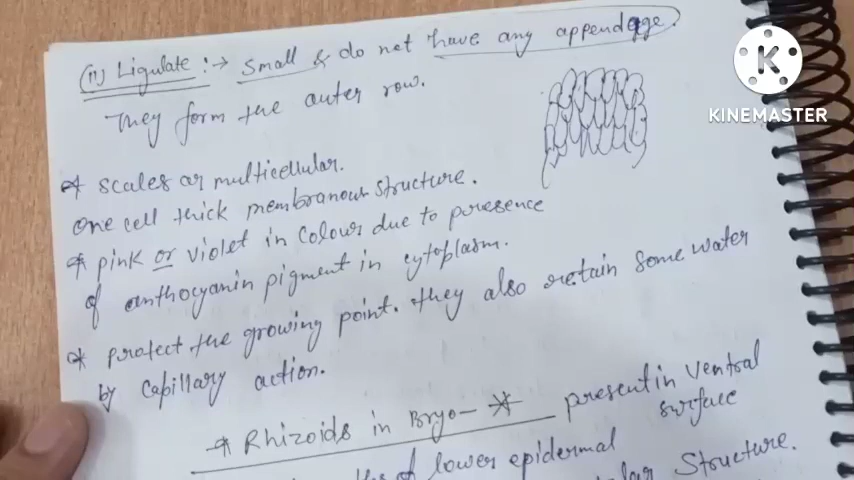 (ii) Ligulate :→ Small & do not have any appendage.
They form the outer row.
* Scales ar multicellular.
One cell thick membranous structure.
* pink or violet in colour due to presence
of anthocyanin pigment in cytoplasm.
* protect the growing point. they also retain some water
by capillary action.
* Rhizoids in Bryo- * present in ventral
surface
of lower epidermal
Structure.
K
KINEMASTER